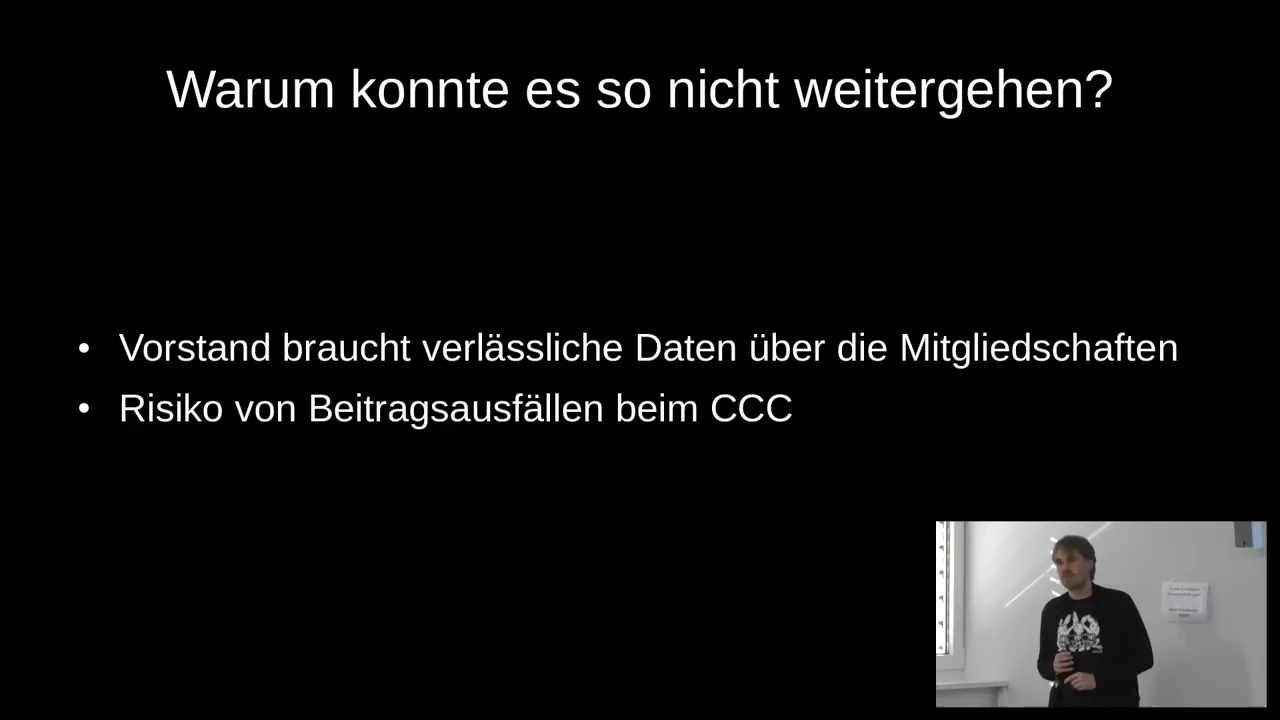 Warum konnte es so nicht weitergehen?
• Vorstand braucht verlässliche Daten über die Mitgliedschaften
• Risiko von Beitragsausfällen beim CCC